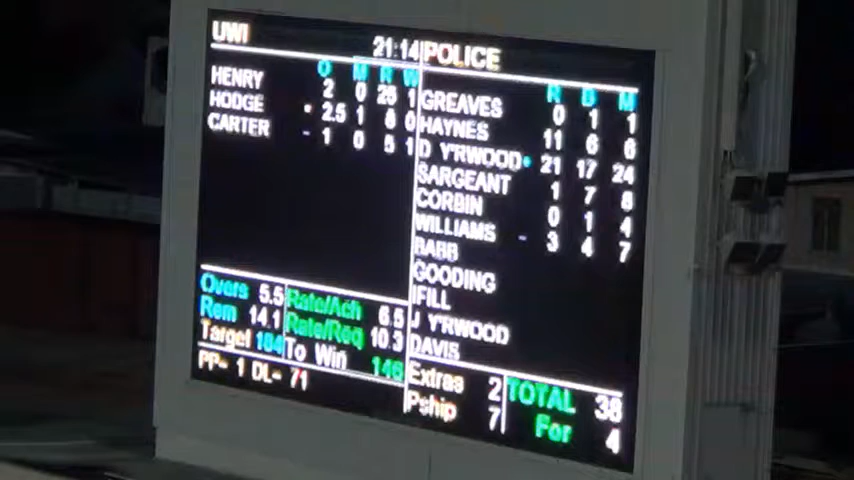 UWI 21:14
O M R W
HENRY 2 0 25 1
HODGE 2.5 1 6 0
CARTER - 1 0 5 1
Overs 5.5 Rate/Ach 6.5
Rem 14.1 Rate/Req 10.3
Target 184 To Win 146
PP- 1 DL- 71
POLICE
R B M
GREAVES 0 1 1
HAYNES 11 6 6
D Y'RWOOD 21 17 24
SARGEANT 1 7 8
CORBIN 0 1 4
WILLIAMS - 3 4 7
BABB
GOODING
IFILL
J Y'RWOOD
DAVIS
Extras 2 TOTAL 38
Pship 7 For 4